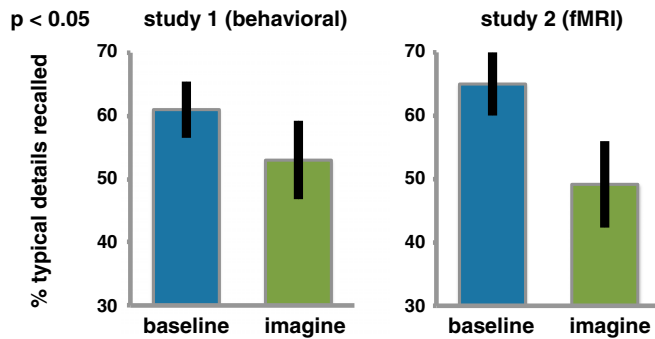 p < 0.05
study 1 (behavioral)
study 2 (fMRI)
% typical details recalled
70
60
50
40
30
baseline
imagine
70
60
50
40
30
baseline
imagine